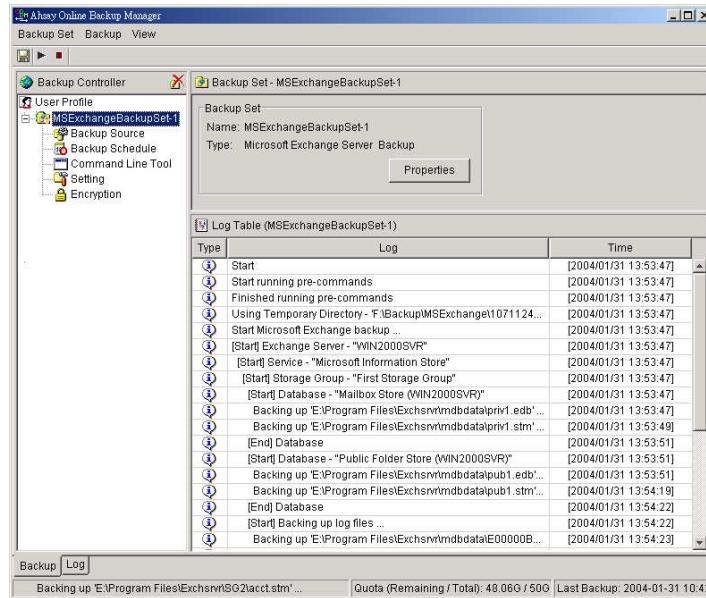 Ahsay Online Backup Manager
Backup Set Backup View
Backup Controller
User Profile
MSExchangeBackupSet-1
Backup Source
Backup Schedule
Command Line Tool
Setting
Encryption
Backup Set - MSExchangeBackupSet-1
Backup Set
Name: MSExchangeBackupSet-1
Type: Microsoft Exchange Server Backup
Properties
Log Table (MSExchangeBackupSet-1)
Type Log Time
Start [2004/01/31 13:53:47]
Start running pre-commands [2004/01/31 13:53:47]
Finished running pre-commands [2004/01/31 13:53:47]
Using Temporary Directory - 'F:\Backup\MSExchange\1071124... [2004/01/31 13:53:47]
Start Microsoft Exchange backup ... [2004/01/31 13:53:47]
[Start] Exchange Server - "WIN2000SVR" [2004/01/31 13:53:47]
[Start] Service - "Microsoft Information Store" [2004/01/31 13:53:47]
[Start] Storage Group - "First Storage Group" [2004/01/31 13:53:47]
[Start] Database - "Mailbox Store (WIN2000SVR)" [2004/01/31 13:53:47]
Backing up 'E:\Program Files\Exchsrvr\mdbdata\priv1.edb' ... [2004/01/31 13:53:47]
Backing up 'E:\Program Files\Exchsrvr\mdbdata\priv1.stm' ... [2004/01/31 13:53:49]
[End] Database [2004/01/31 13:53:51]
[Start] Database - "Public Folder Store (WIN2000SVR)" [2004/01/31 13:53:51]
Backing up 'E:\Program Files\Exchsrvr\mdbdata\pub1.edb'... [2004/01/31 13:53:51]
Backing up 'E:\Program Files\Exchsrvr\mdbdata\pub1.stm'... [2004/01/31 13:54:19]
[End] Database [2004/01/31 13:54:22]
[Start] Backing up log files ... [2004/01/31 13:54:22]
Backing up 'E:\Program Files\Exchsrvr\mdbdata\E00000B... [2004/01/31 13:54:23]
Backup Log
Backing up 'E:\Program Files\Exchsrvr\SG2\acct.stm' ... Quota (Remaining / Total): 48.06G / 50G Last Backup: 2004-01-31 10:4